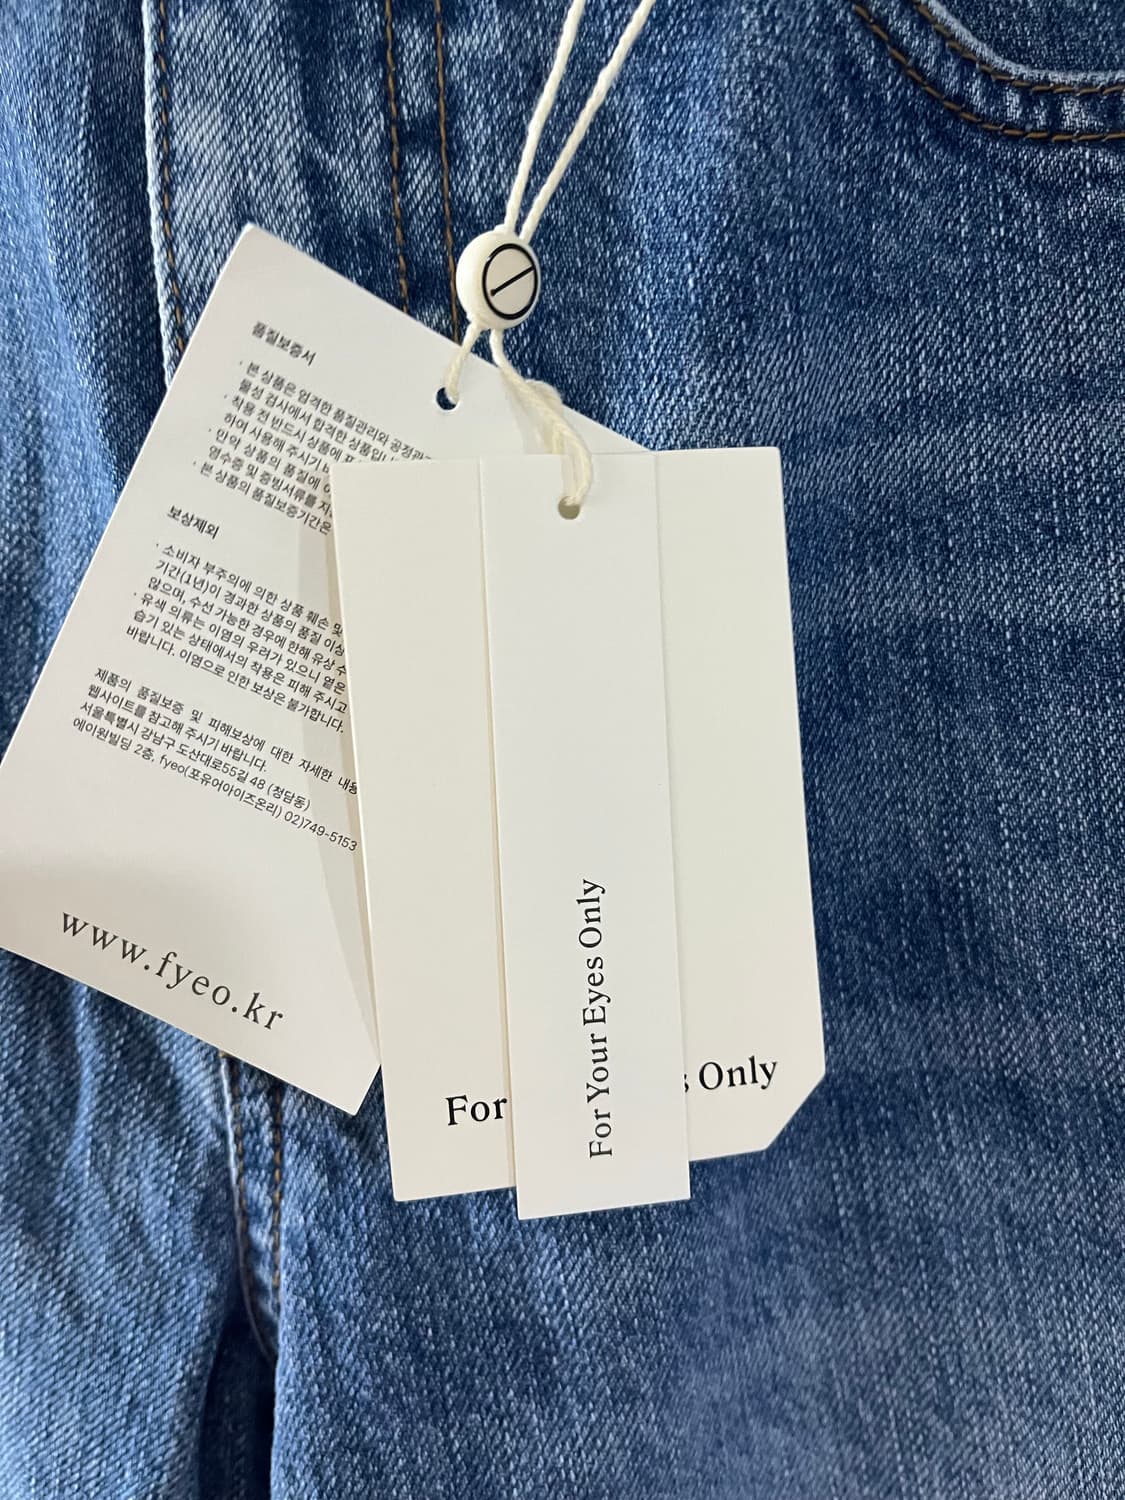 품질보증서
· 본 상품은 엄격한 품질관리와 공정관
물성 검사에서 합격한 상품입니
· 착용 전 반드시 상품에
하여 사용해 주시기
· 만약 상품의 품질에
영수증 및 증빙서류를
· 본 상품의 품질보증기간은
보상제외
· 소비자 부주의에 의한 상품 훼손 및
기간(1년)이 경과한 상품의 품질 이상
않으며, 수선 가능한 경우에 한해 유상 수
· 유색 의류는 이염의 우려가 있으니 옅은
습기 있는 상태에서의 착용은 피해 주시고
바랍니다. 이염으로 인한 보상은 불가합니다.
제품의 품질보증 및 피해보상에 대한 자세한 내용
웹사이트를 참고해 주시기 바랍니다.
서울특별시 강남구 도산대로55길 48 (청담동)
에이원빌딩 2층, fyeo(포유어아이즈온리) 02)749-5153
www.fyeo.kr
For Your Eyes Only
For s Only